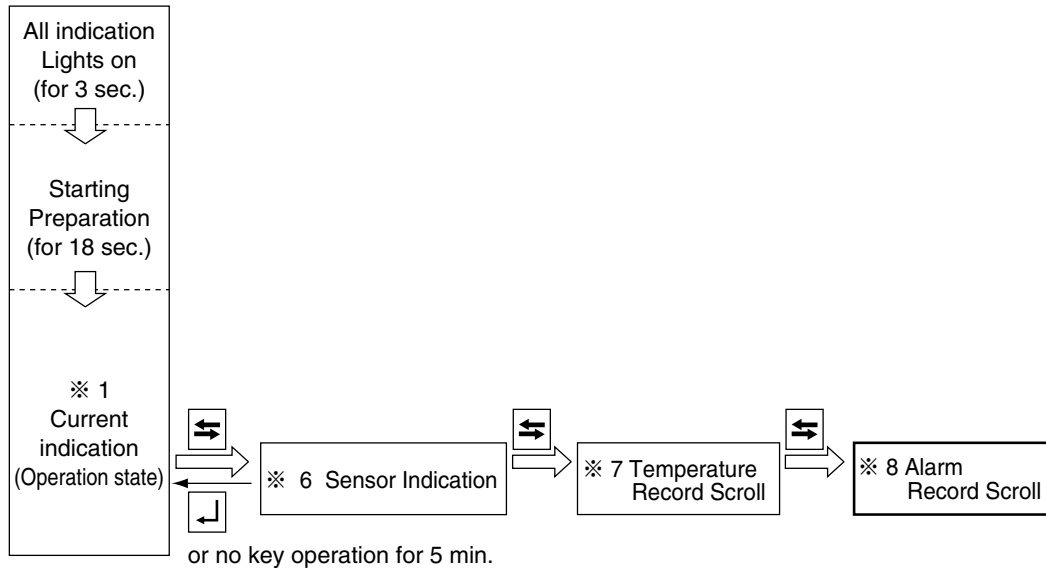 All indication
Lights on
(for 3 sec.)
Starting
Preparation
(for 18 sec.)
※ 1
Current
indication
(Operation state)
※ 6 Sensor Indication
※ 7 Temperature
Record Scroll
※ 8 Alarm
Record Scroll
or no key operation for 5 min.